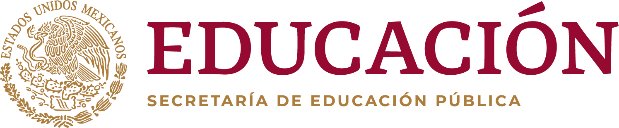 ESTADOS UNIDOS MEXICANOS
EDUCACIÓN
SECRETARÍA DE EDUCACIÓN PÚBLICA